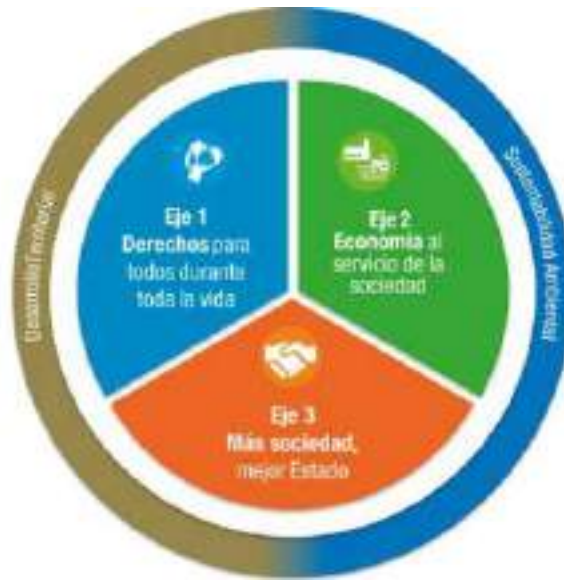 Desarrollo Territorial
Eje 1
Derechos para
todos durante
toda la vida
Eje 2
Economía al
servicio de la
sociedad
Sustentabilidad Ambiental
Eje 3
Más sociedad,
mejor Estado